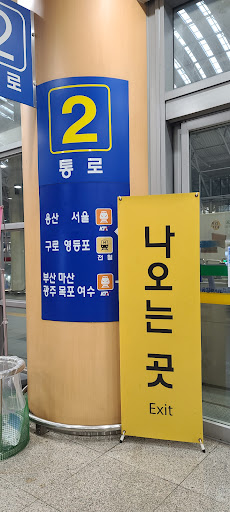 2
로
2
통로
용산 서울
구로 영등포
전철
부산 마산
광주 목포 여수
나오는 곳
Exit